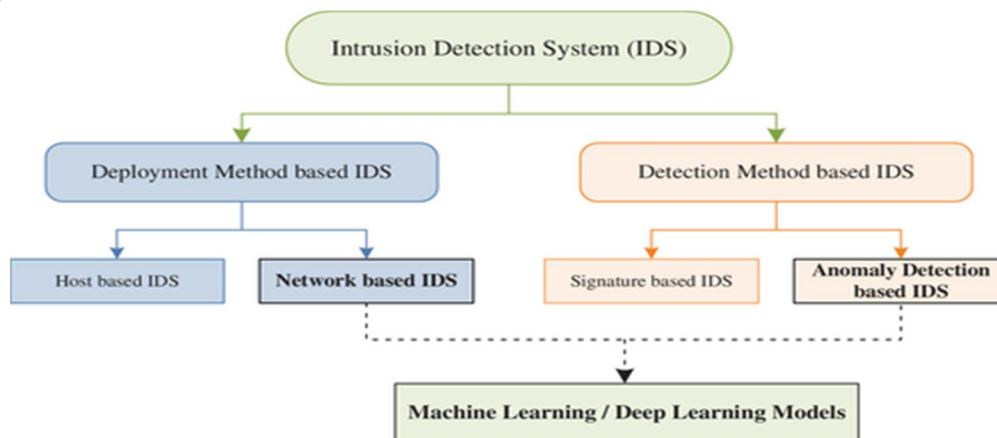 Intrusion Detection System (IDS)
Deployment Method based IDS
Detection Method based IDS
Host based IDS
Network based IDS
Signature based IDS
Anomaly Detection
based IDS
Machine Learning / Deep Learning Models